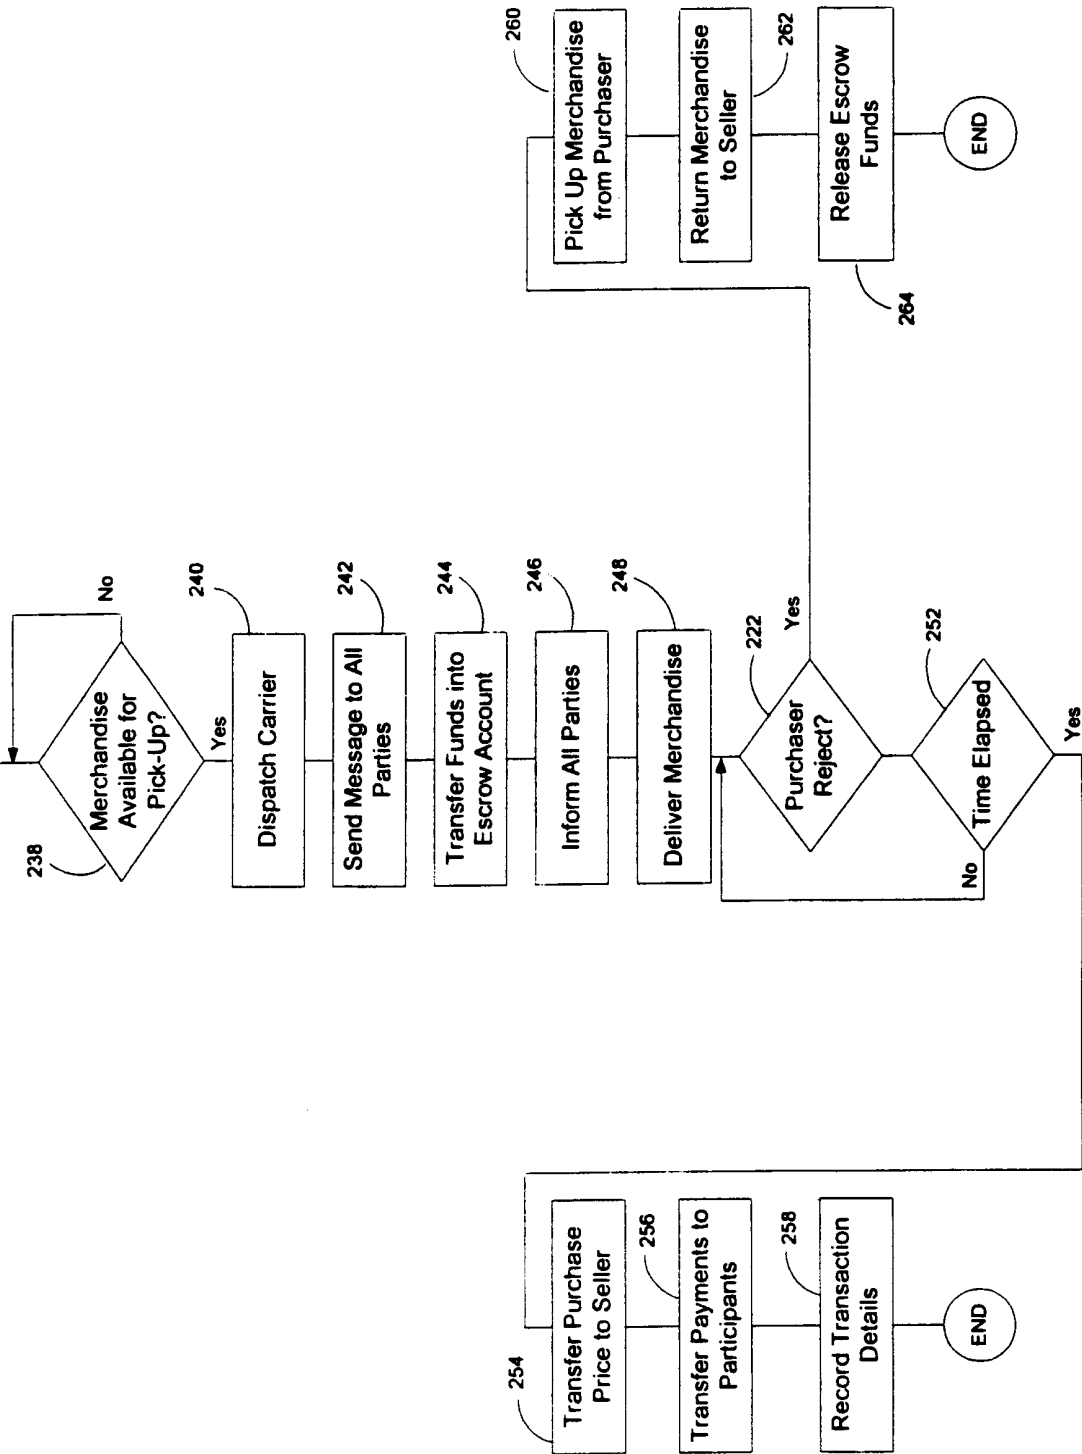 238
Merchandise
Available for
Pick-Up?
No
Yes
240
Dispatch Carrier
242
Send Message to All
Parties
244
Transfer Funds into
Escrow Account
246
Inform All Parties
248
Deliver Merchandise
222
Purchaser
Reject?
Yes
252
Time Elapsed
No
Yes
254
Transfer Purchase
Price to Seller
256
Transfer Payments to
Participants
258
Record Transaction
Details
END
260
Pick Up Merchandise
from Purchaser
262
Return Merchandise
to Seller
264
Release Escrow
Funds
END